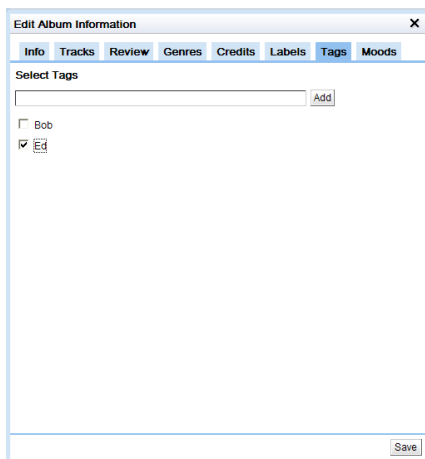 Edit Album Information
Info Tracks Review Genres Credits Labels Tags Moods
Select Tags
Add
Bob
Ed
Save